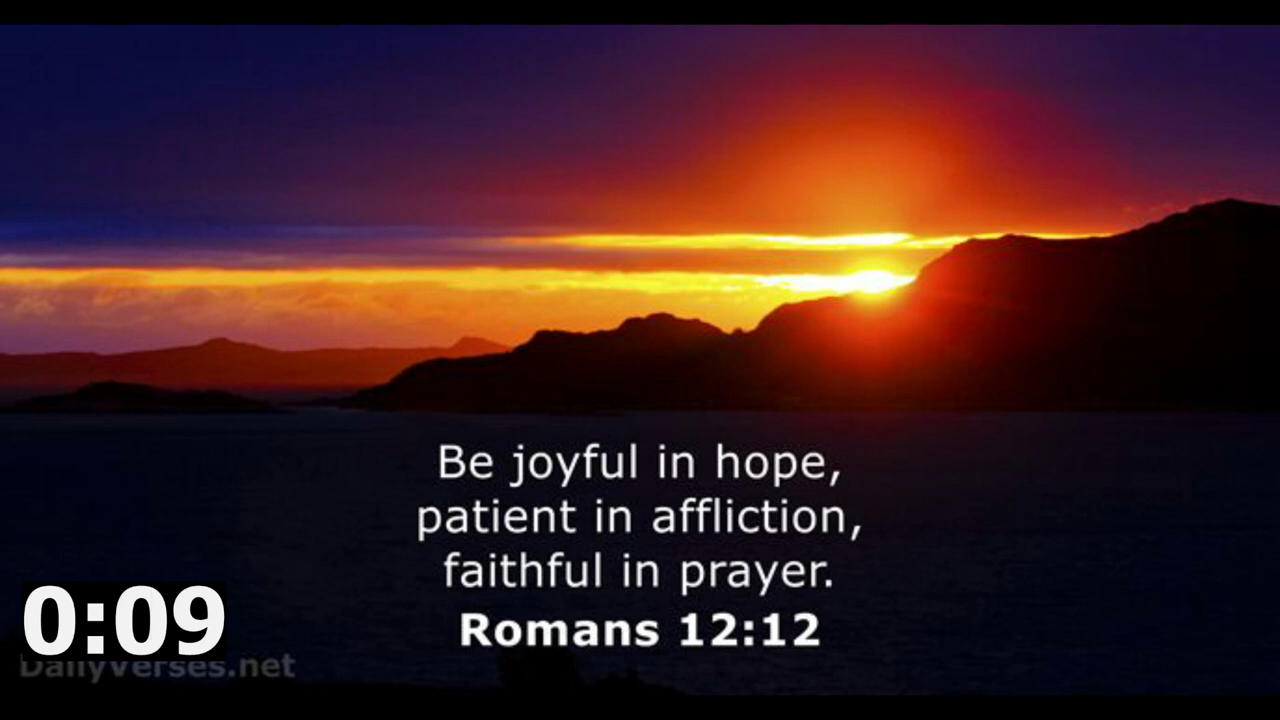 Be joyful in hope,
patient in affliction,
faithful in prayer.
Romans 12:12
0:09
DailyVerses.net